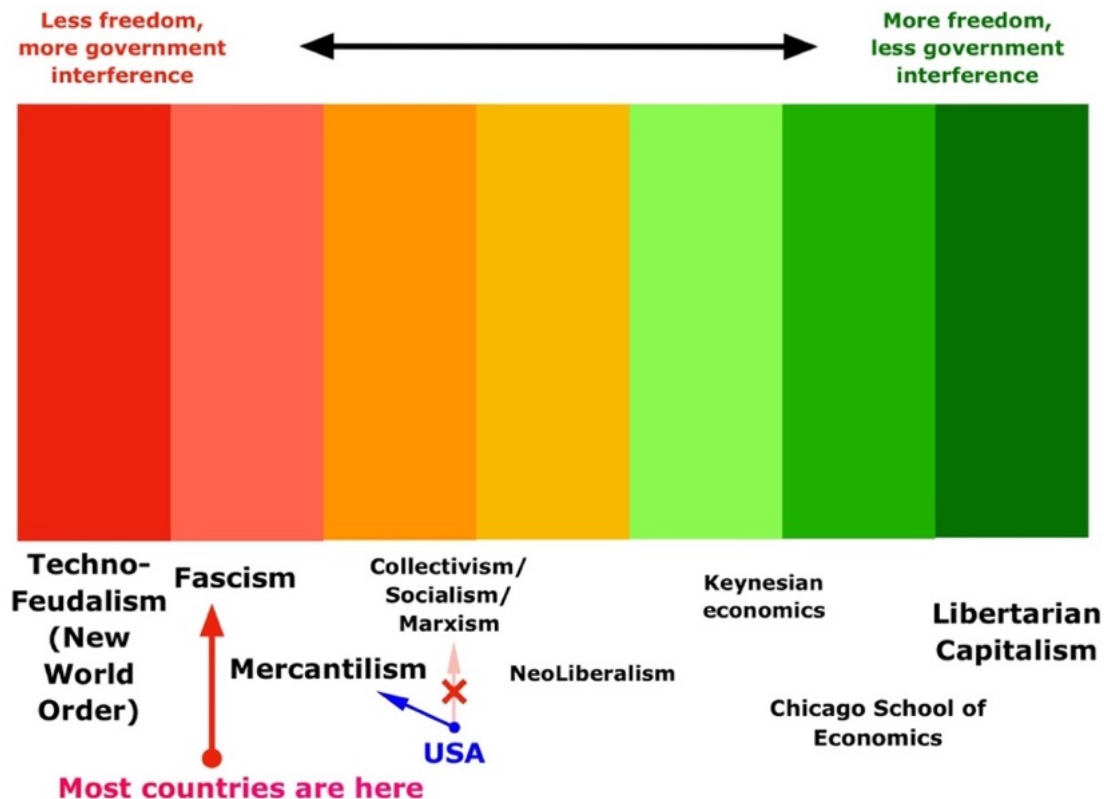 Less freedom,
more government
interference
More freedom,
less government
interference
Techno-
Feudalism
(New
World
Order)
Fascism
Mercantilism
Collectivism/
Socialism/
Marxism
NeoLiberalism
Keynesian
economics
Chicago School of
Economics
Libertarian
Capitalism
USA
Most countries are here